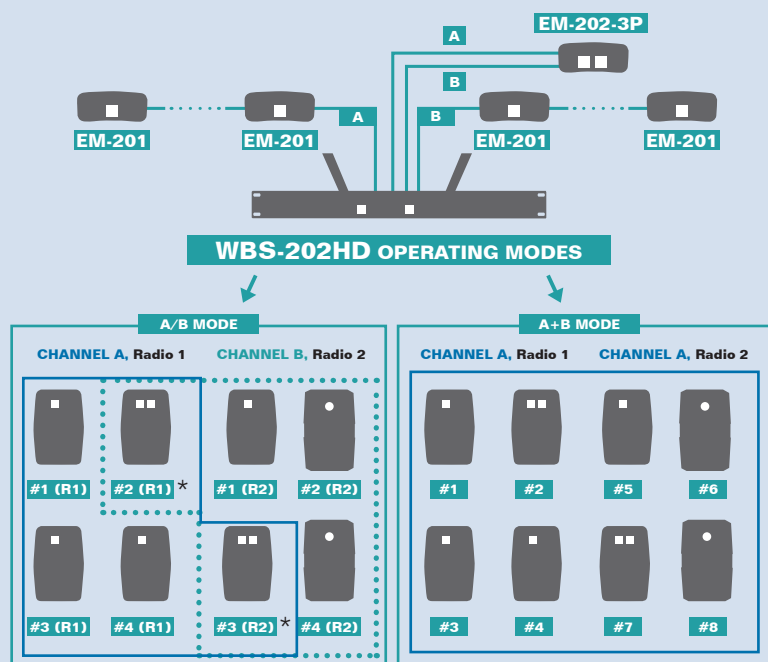 EM-202-3P
A
B
A
B
EM-201
EM-201
EM-201
EM-201
WBS-202HD OPERATING MODES
A/B MODE
CHANNEL A, Radio 1
CHANNEL B, Radio 2
#1 (R1)
#2 (R1) *
#1 (R2)
#2 (R2)
#3 (R1)
#4 (R1)
#3 (R2) *
#4 (R2)
A+B MODE
CHANNEL A, Radio 1
CHANNEL A, Radio 2
#1
#2
#5
#6
#3
#4
#7
#8